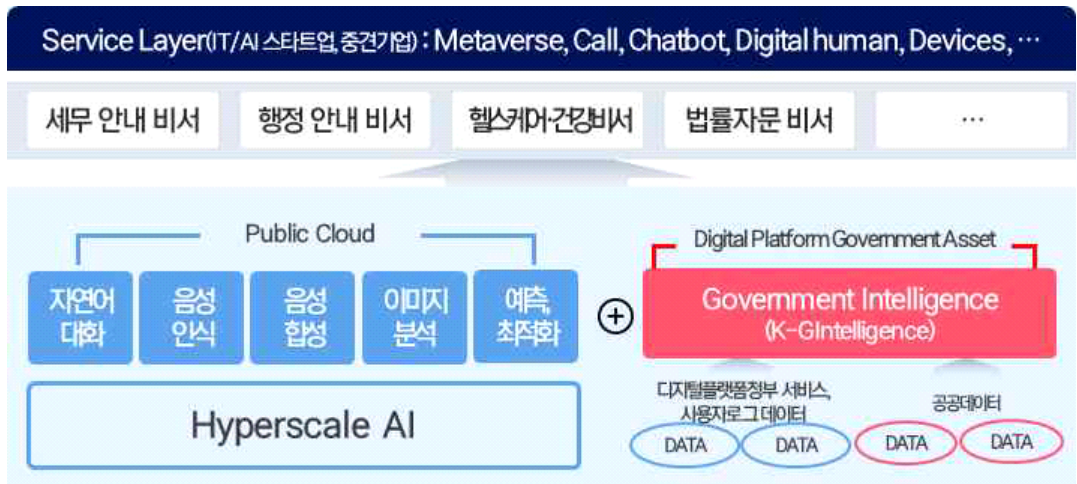 Service Layer(IT/AI 스타트업, 중견기업) : Metaverse, Call, Chatbot, Digital human, Devices, ⋯
세무 안내 비서
행정 안내 비서
헬스케어·건강비서
법률자문 비서
⋯
Public Cloud
자연어
대화
음성
인식
음성
합성
이미지
분석
예측,
최적화
Hyperscale AI
+
Digital Platform Government Asset
Government Intelligence
(K-GIntelligence)
디지털플랫폼정부 서비스,
사용자로그 데이터
DATA
DATA
공공데이터
DATA
DATA